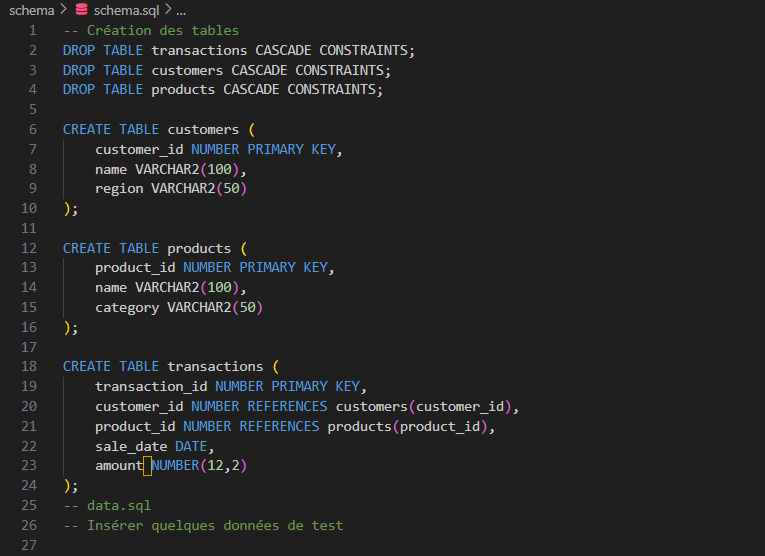 schema > schema.sql > ...
1 -- Création des tables
2 DROP TABLE transactions CASCADE CONSTRAINTS;
3 DROP TABLE customers CASCADE CONSTRAINTS;
4 DROP TABLE products CASCADE CONSTRAINTS;
5
6 CREATE TABLE customers (
7     customer_id NUMBER PRIMARY KEY,
8     name VARCHAR2(100),
9     region VARCHAR2(50)
10 );
11
12 CREATE TABLE products (
13     product_id NUMBER PRIMARY KEY,
14     name VARCHAR2(100),
15     category VARCHAR2(50)
16 );
17
18 CREATE TABLE transactions (
19     transaction_id NUMBER PRIMARY KEY,
20     customer_id NUMBER REFERENCES customers(customer_id),
21     product_id NUMBER REFERENCES products(product_id),
22     sale_date DATE,
23     amount NUMBER(12,2)
24 );
25 -- data.sql
26 -- Insérer quelques données de test
27